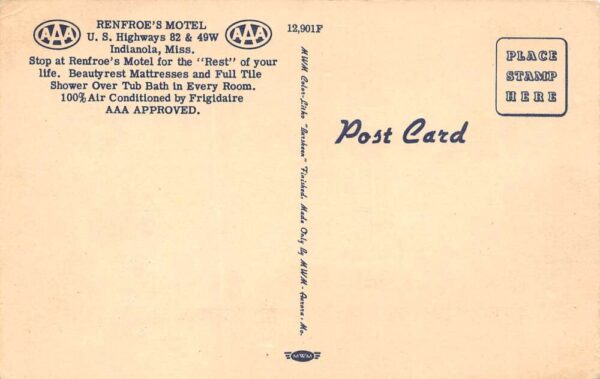 AAA
RENFROE'S MOTEL
AAA
U. S. Highways 82 & 49W
Indianola, Miss.
Stop at Renfroe's Motel for the "Rest" of your
life. Beautyrest Mattresses and Full Tile
Shower Over Tub Bath in Every Room.
100% Air Conditioned by Frigidaire
AAA APPROVED.
12,901F
MWM Color-Litho "Darsheen" Finished. Made Only By MWM - Aurora, Mo.
MWM
Post Card
PLACE
STAMP
HERE